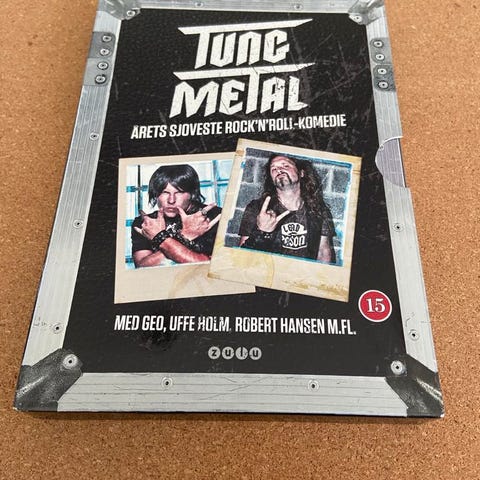 TUNG
METAL
ÅRETS SJOVESTE ROCK'N'ROLL-KOMEDIE
MED GEO, UFFE HOLM, ROBERT HANSEN M.FL.
15
zulu